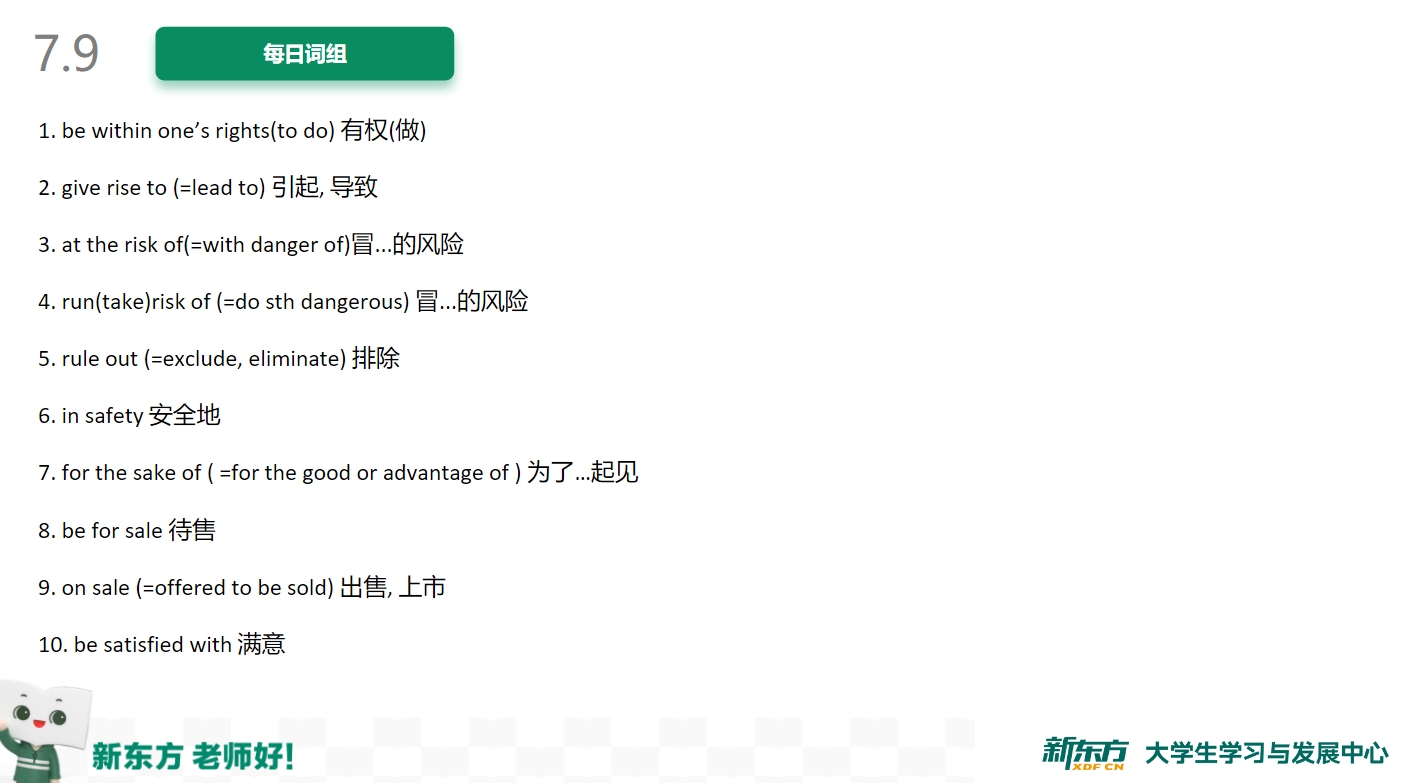 7.9
每日词组
1. be within one’s rights(to do) 有权(做)
2. give rise to (=lead to) 引起, 导致
3. at the risk of(=with danger of)冒...的风险
4. run(take)risk of (=do sth dangerous) 冒...的风险
5. rule out (=exclude, eliminate) 排除
6. in safety 安全地
7. for the sake of ( =for the good or advantage of ) 为了...起见
8. be for sale 待售
9. on sale (=offered to be sold) 出售, 上市
10. be satisfied with 满意
新东方 老师好!
新东方 XDF.CN 大学生学习与发展中心